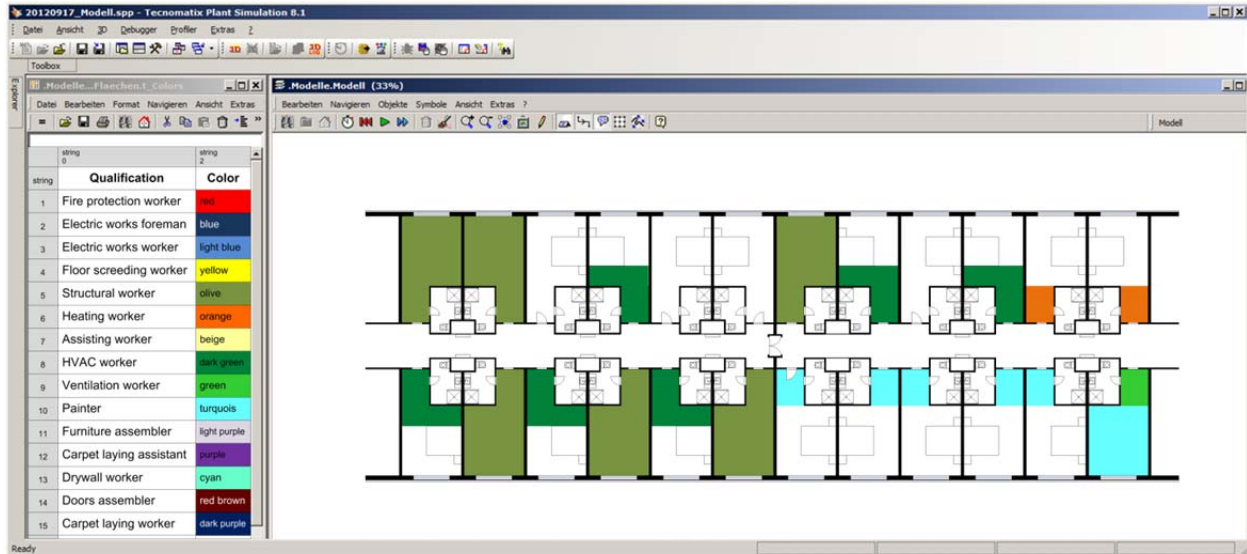 20120917_Modell.spp - Tecnomatix Plant Simulation 8.1
Datei Ansicht 3D Debugger Profiler Extras ?
Toolbox
Explorer
.Modelle...Flaechen.t_Colors
Datei Bearbeiten Format Navigieren Ansicht Extras
string 0 string 2
string Qualification Color
1 Fire protection worker red
2 Electric works foreman blue
3 Electric works worker light blue
4 Floor screeding worker yellow
5 Structural worker olive
6 Heating worker orange
7 Assisting worker beige
8 HVAC worker dark green
9 Ventilation worker green
10 Painter turquois
11 Furniture assembler light purple
12 Carpet laying assistant purple
13 Drywall worker cyan
14 Doors assembler red brown
15 Carpet laying worker dark purple
.Modelle.Modell (33%)
Bearbeiten Navigieren Objekte Symbole Ansicht Extras ?
Modell
Ready